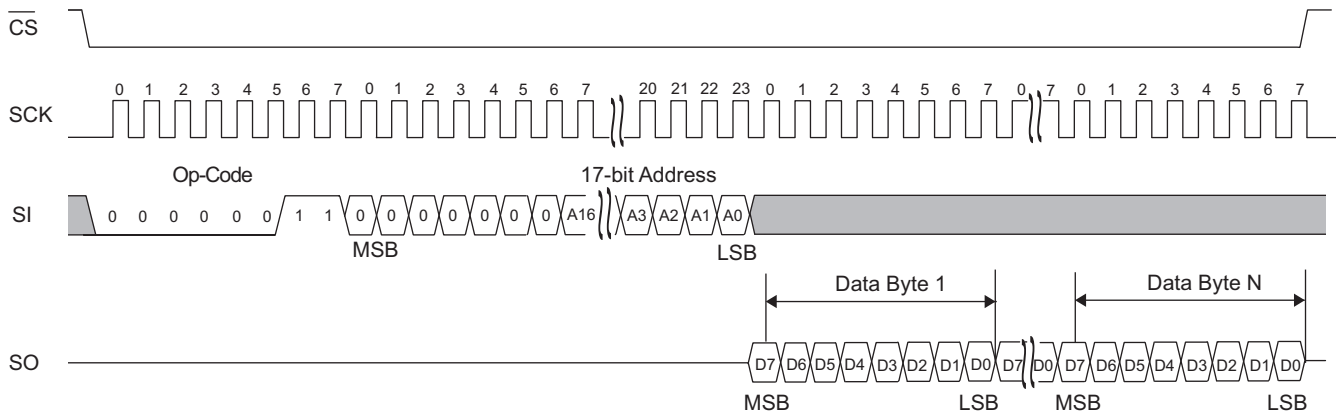 CS
0 1 2 3 4 5 6 7 0 1 2 3 4 5 6 7 20 21 22 23 0 1 2 3 4 5 6 7 0 7 0 1 2 3 4 5 6 7
SCK
Op-Code 17-bit Address
SI 0 0 0 0 0 0 1 1 0 0 0 0 0 0 0 A16 A3 A2 A1 A0
MSB LSB
Data Byte 1 Data Byte N
SO D7 D6 D5 D4 D3 D2 D1 D0 D7 D0 D7 D6 D5 D4 D3 D2 D1 D0
MSB LSB MSB LSB